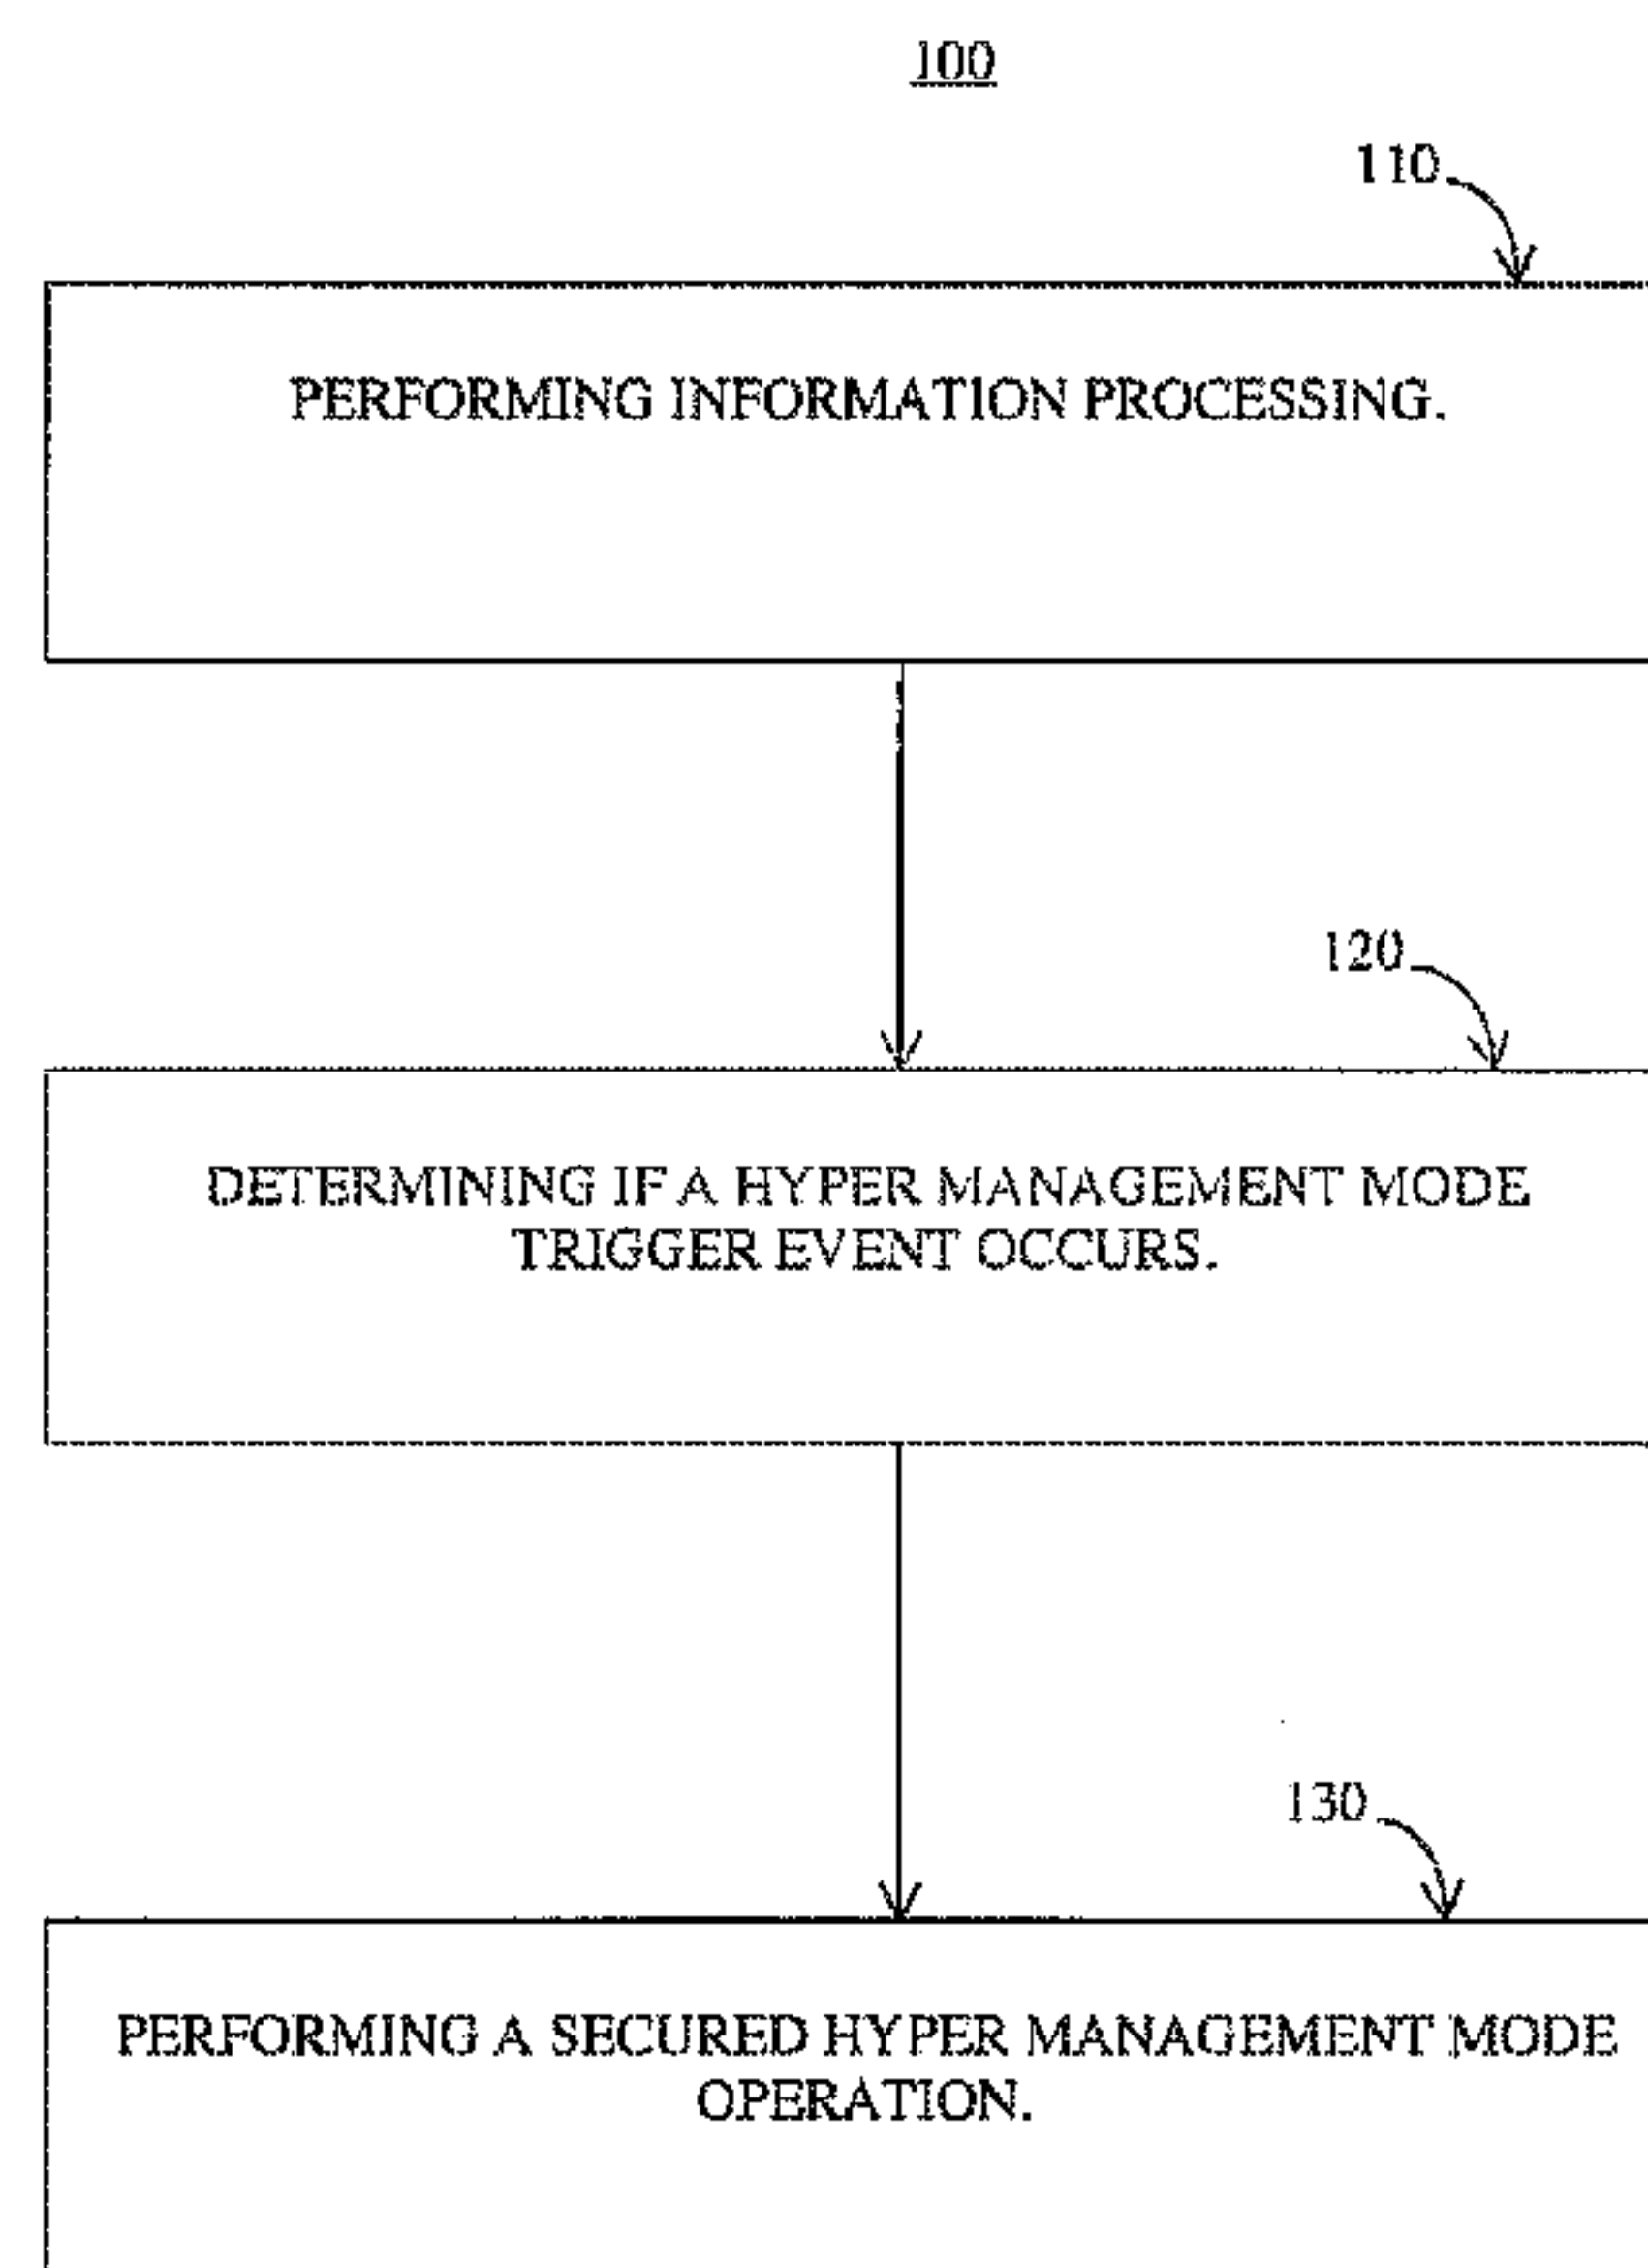 100
110
PERFORMING INFORMATION PROCESSING.
120
DETERMINING IF A HYPER MANAGEMENT MODE
TRIGGER EVENT OCCURS.
130
PERFORMING A SECURED HYPER MANAGEMENT MODE
OPERATION.